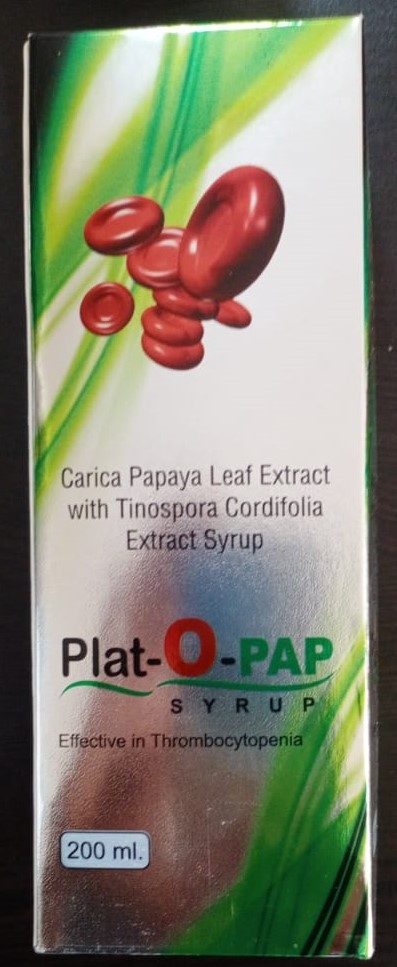 Carica Papaya Leaf Extract
with Tinospora Cordifolia
Extract Syrup
Plat-O-PAP
SYRUP
Effective in Thrombocytopenia
200 ml.